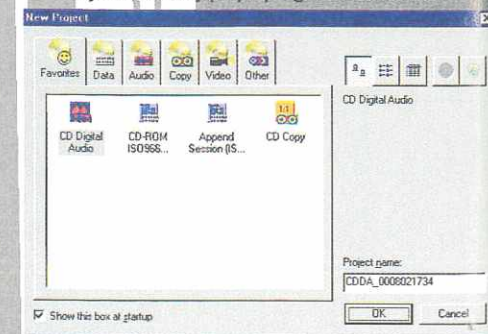 New Project
Favorites Data Audio Copy Video Other
CD Digital Audio
CD Digital
Audio
CD-ROM
ISO966...
Append
Session (IS...
CD Copy
Project name:
CDDA_0008021734
Show this box at startup
OK Cancel